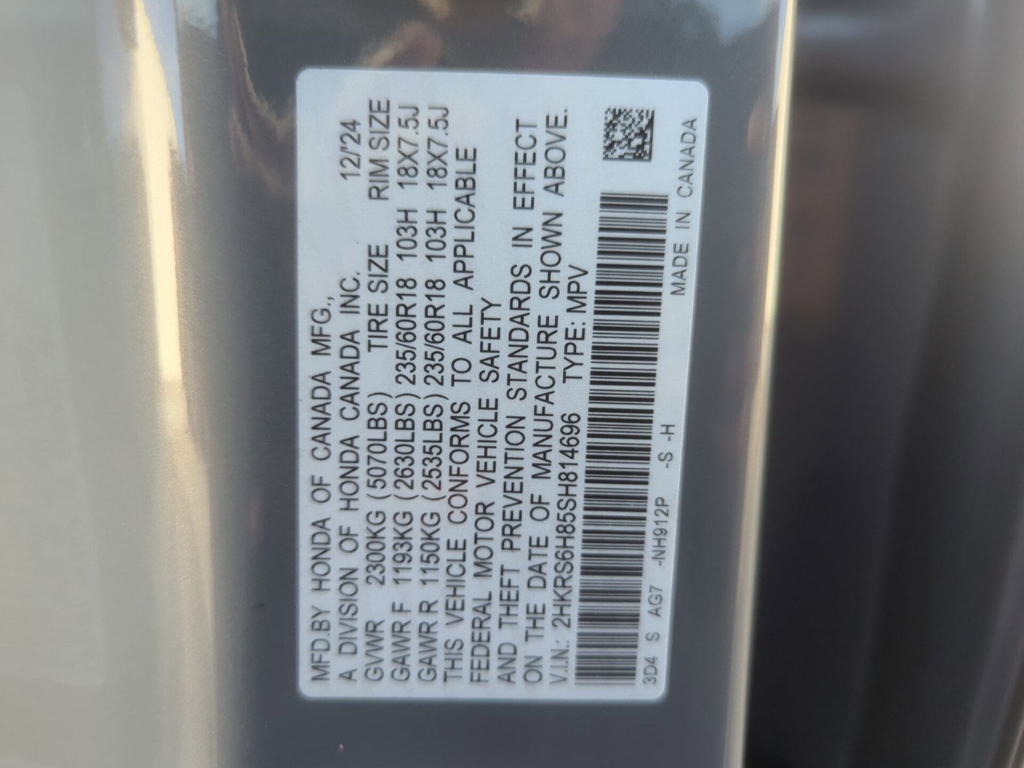 MFD.BY HONDA OF CANADA MFG.,
A DIVISION OF HONDA CANADA INC. 12/'24
GVWR 2300KG (5070LBS) TIRE SIZE RIM SIZE
GAWR F 1193KG (2630LBS) 235/60R18 103H 18X7.5J
GAWR R 1150KG (2535LBS) 235/60R18 103H 18X7.5J
THIS VEHICLE CONFORMS TO ALL APPLICABLE
FEDERAL MOTOR VEHICLE SAFETY
AND THEFT PREVENTION STANDARDS IN EFFECT
ON THE DATE OF MANUFACTURE SHOWN ABOVE.
V.I.N.: 2HKRS6H85SH814696 TYPE: MPV
3D4 S AG7 -NH912P -S -H MADE IN CANADA